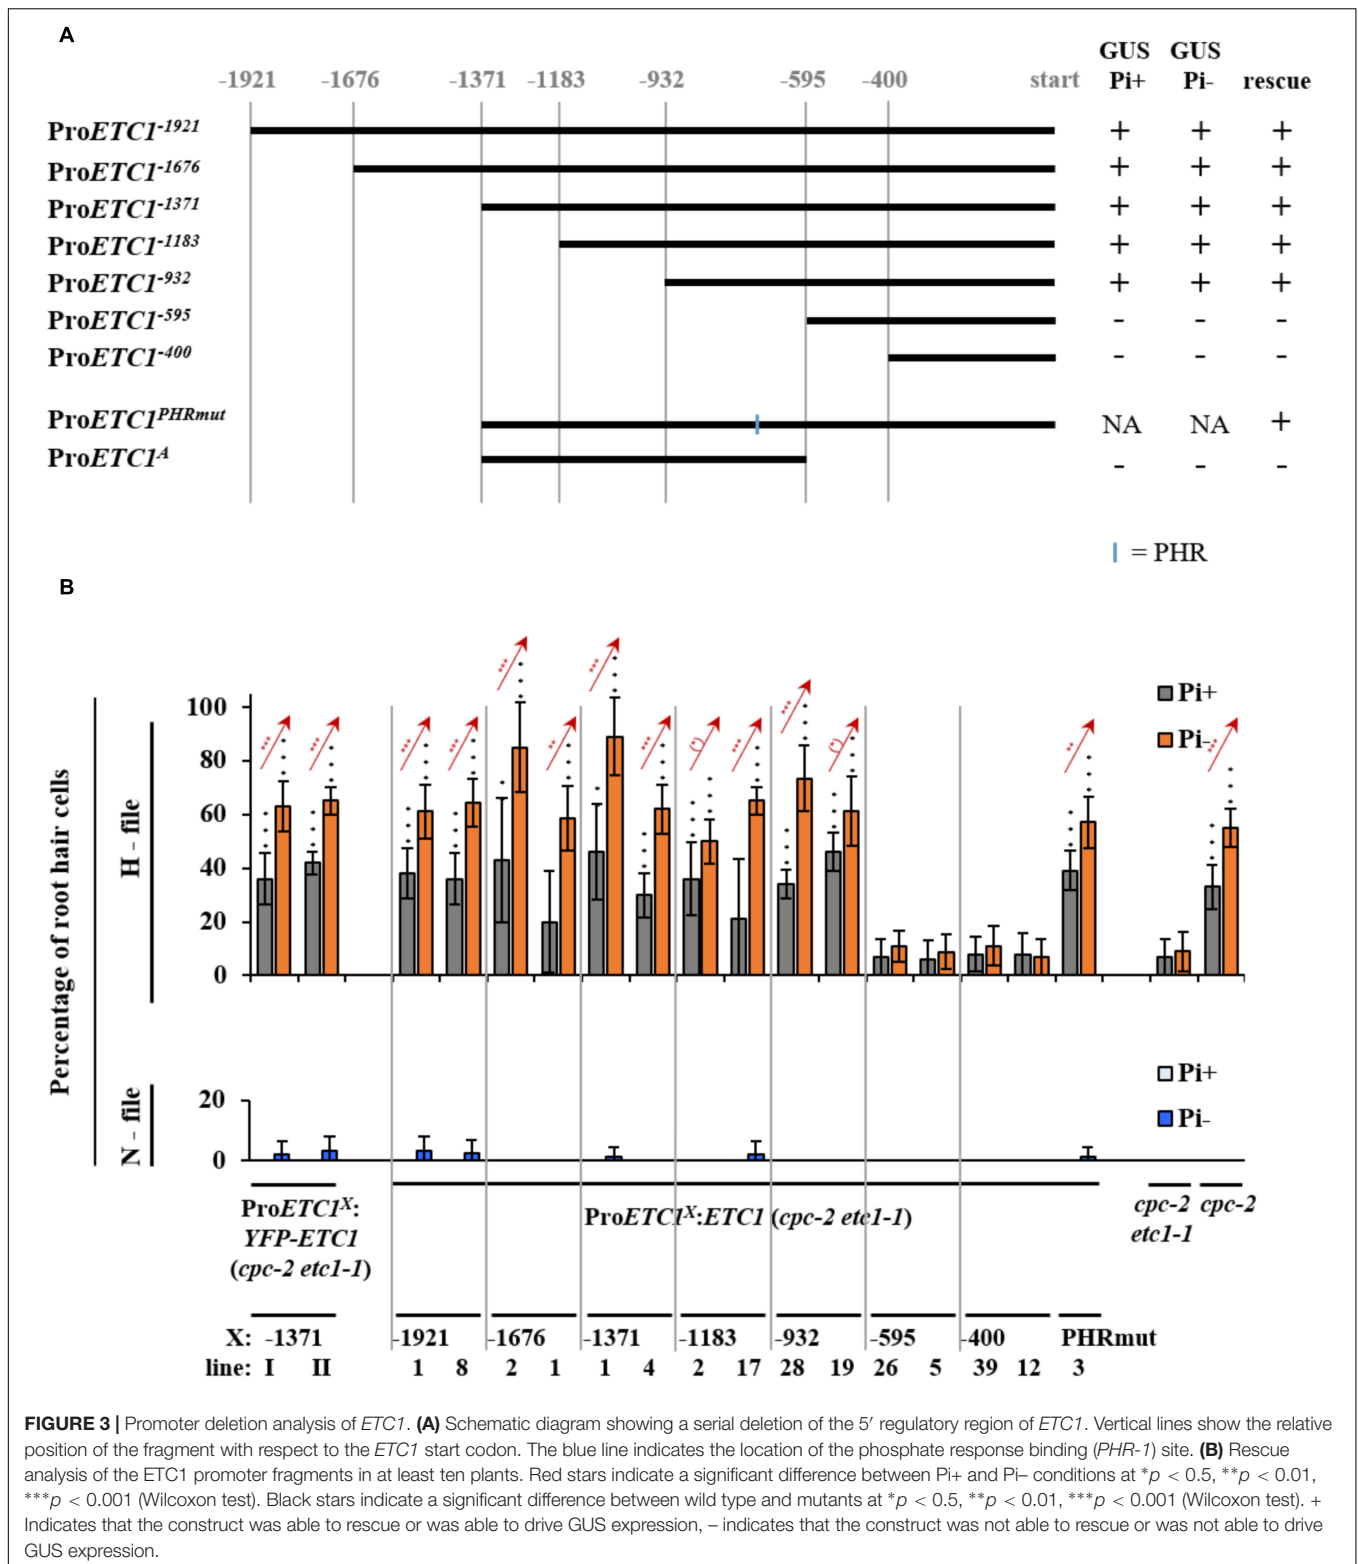 A
GUS GUS
-1921 -1676 -1371 -1183 -932 -595 -400 start Pi+ Pi- rescue
ProETC1-1921 + + +
ProETC1-1676 + + +
ProETC1-1371 + + +
ProETC1-1183 + + +
ProETC1-932 + + +
ProETC1-595 - - -
ProETC1-400 - - -
ProETC1PHRmut NA NA +
ProETC1A - - -
= PHR
B
Percentage of root hair cells
H - file
100
80
60
40
20
0
*** *** *** *** *** ** *** *** (*) *** *** (*) ** ***
Pi+
Pi-
N - file
20
0
Pi+
Pi-
ProETC1X:
YFP-ETC1
(cpc-2 etc1-1)
ProETC1X:ETC1 (cpc-2 etc1-1)
cpc-2
etc1-1
cpc-2
X: -1371 -1921 -1676 -1371 -1183 -932 -595 -400 PHRmut
line: I II 1 8 2 1 1 4 2 17 28 19 26 5 39 12 3
FIGURE 3 | Promoter deletion analysis of ETC1. (A) Schematic diagram showing a serial deletion of the 5′ regulatory region of ETC1. Vertical lines show the relative
position of the fragment with respect to the ETC1 start codon. The blue line indicates the location of the phosphate response binding (PHR-1) site. (B) Rescue
analysis of the ETC1 promoter fragments in at least ten plants. Red stars indicate a significant difference between Pi+ and Pi– conditions at *p < 0.5, **p < 0.01,
***p < 0.001 (Wilcoxon test). Black stars indicate a significant difference between wild type and mutants at *p < 0.5, **p < 0.01, ***p < 0.001 (Wilcoxon test). +
Indicates that the construct was able to rescue or was able to drive GUS expression, – indicates that the construct was not able to rescue or was not able to drive
GUS expression.